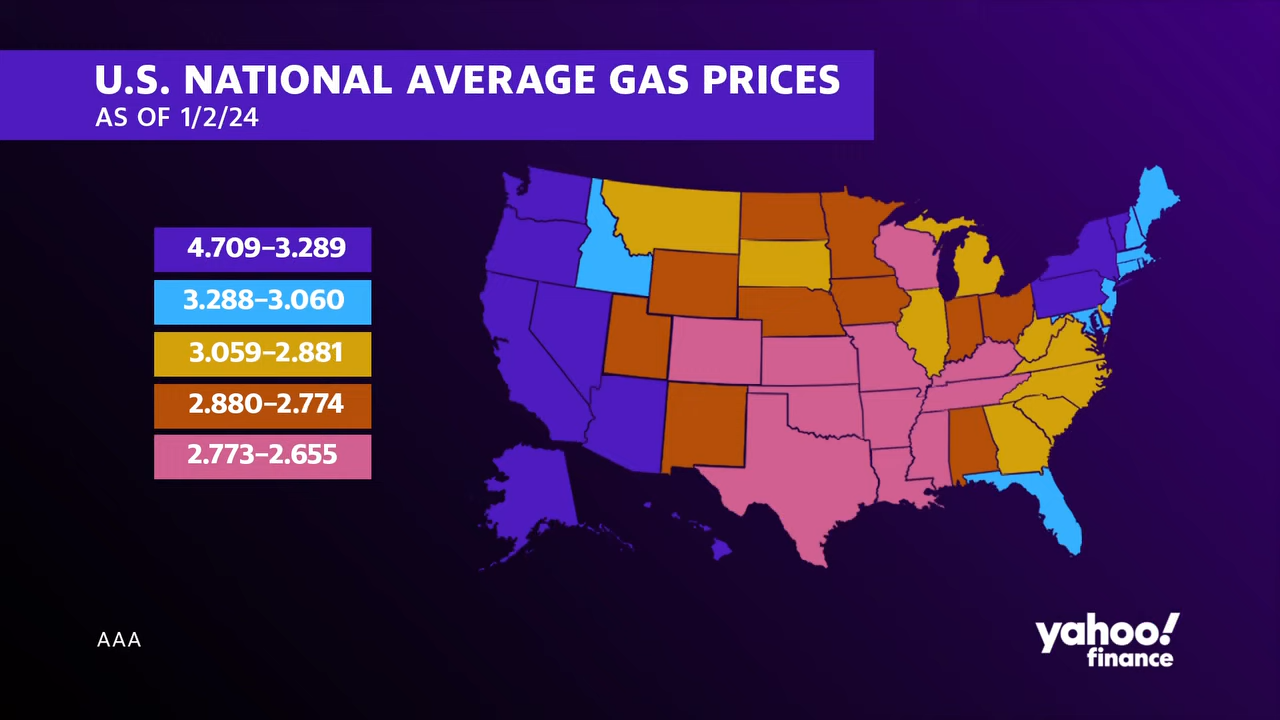 U.S. NATIONAL AVERAGE GAS PRICES
AS OF 1/2/24
4.709–3.289
3.288–3.060
3.059–2.881
2.880–2.774
2.773–2.655
AAA
yahoo!
finance